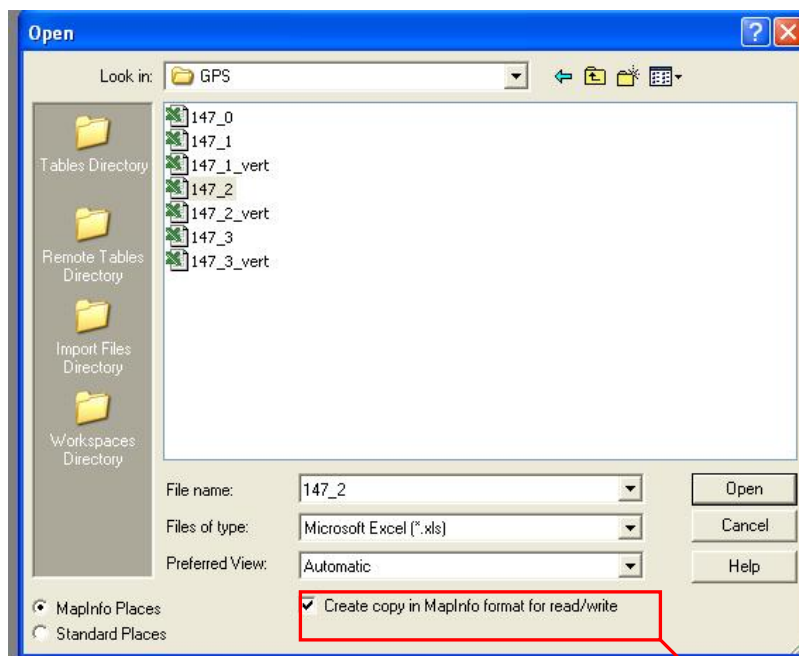 Open
Look in:
GPS
Tables Directory
Remote Tables
Directory
Import Files
Directory
Workspaces
Directory
147_0
147_1
147_1_vert
147_2
147_2_vert
147_3
147_3_vert
File name:
147_2
Open
Files of type:
Microsoft Excel (*.xls)
Cancel
Preferred View:
Automatic
Help
MapInfo Places
Create copy in MapInfo format for read/write
Standard Places